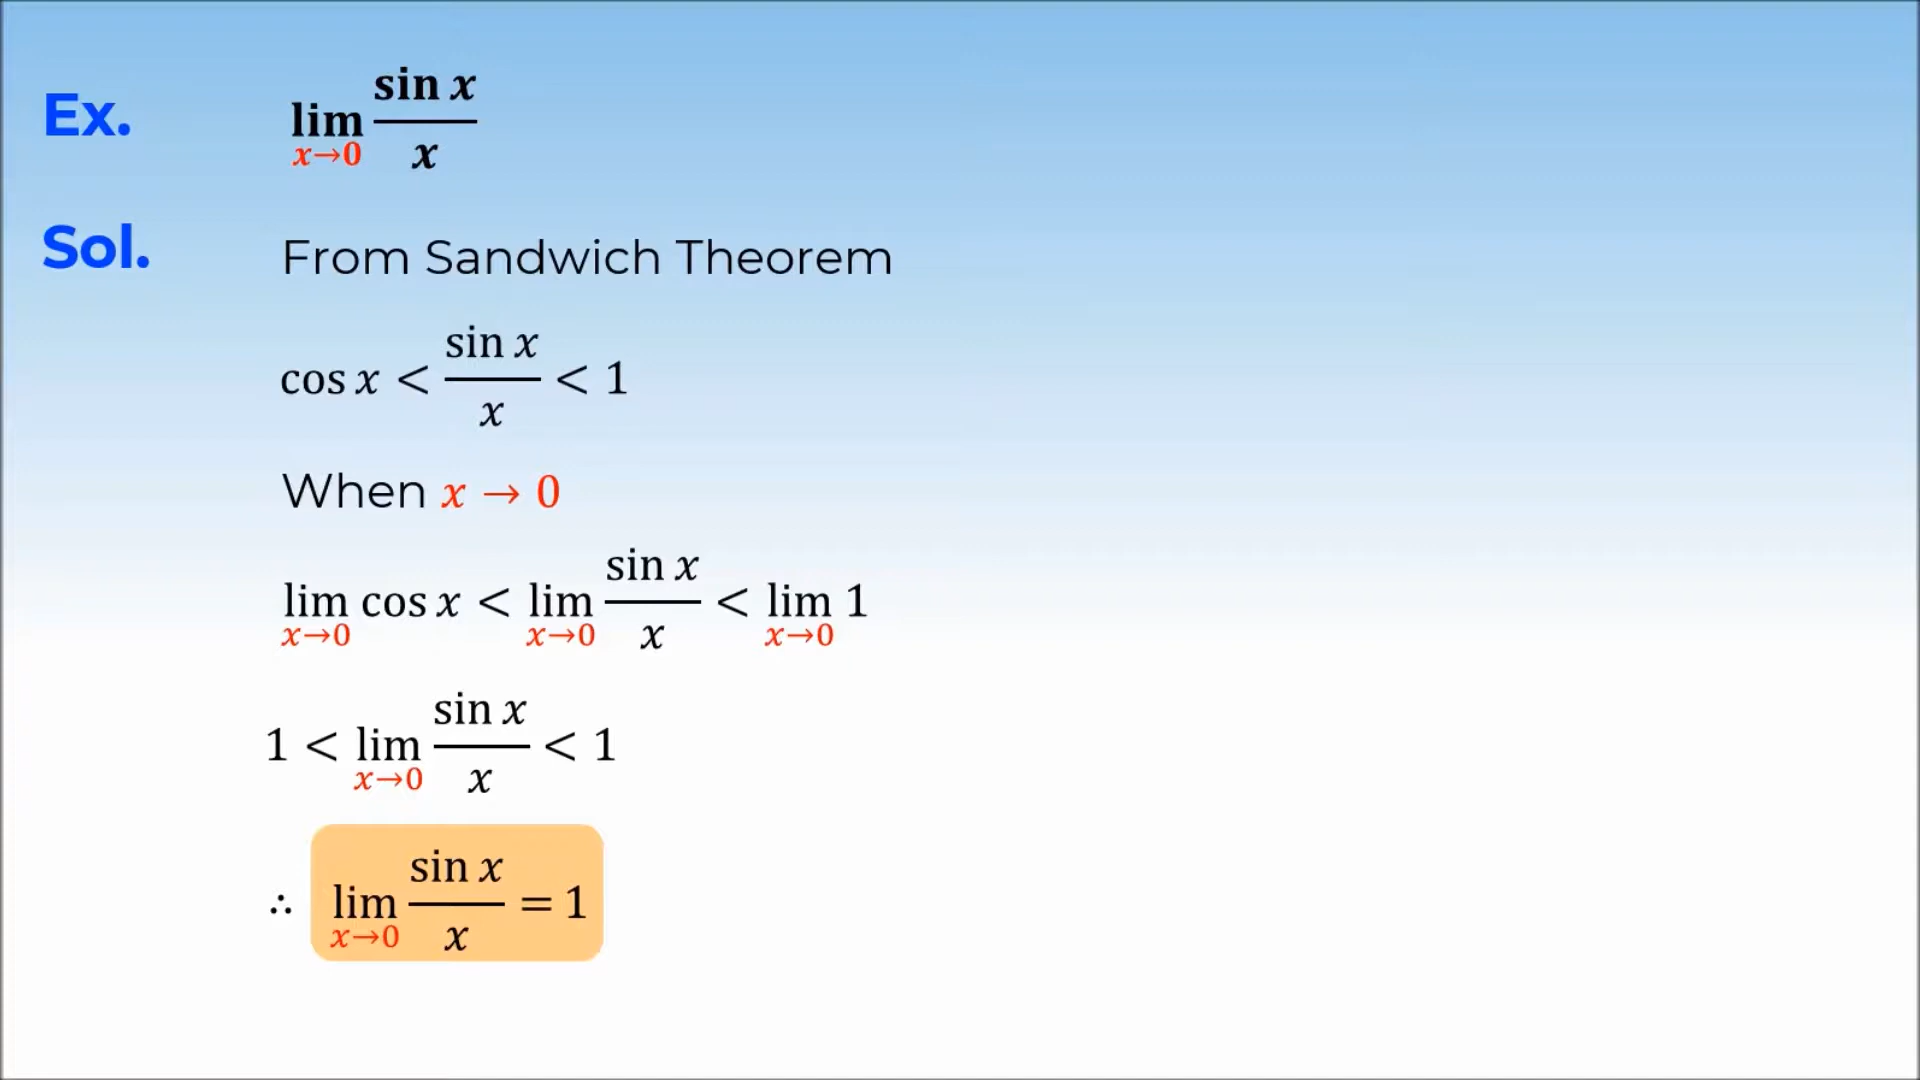 Ex. lim x→0 sin x / x
Sol. From Sandwich Theorem
cos x < sin x / x < 1
When x → 0
lim x→0 cos x < lim x→0 sin x / x < lim x→0 1
1 < lim x→0 sin x / x < 1
∴ lim x→0 sin x / x = 1